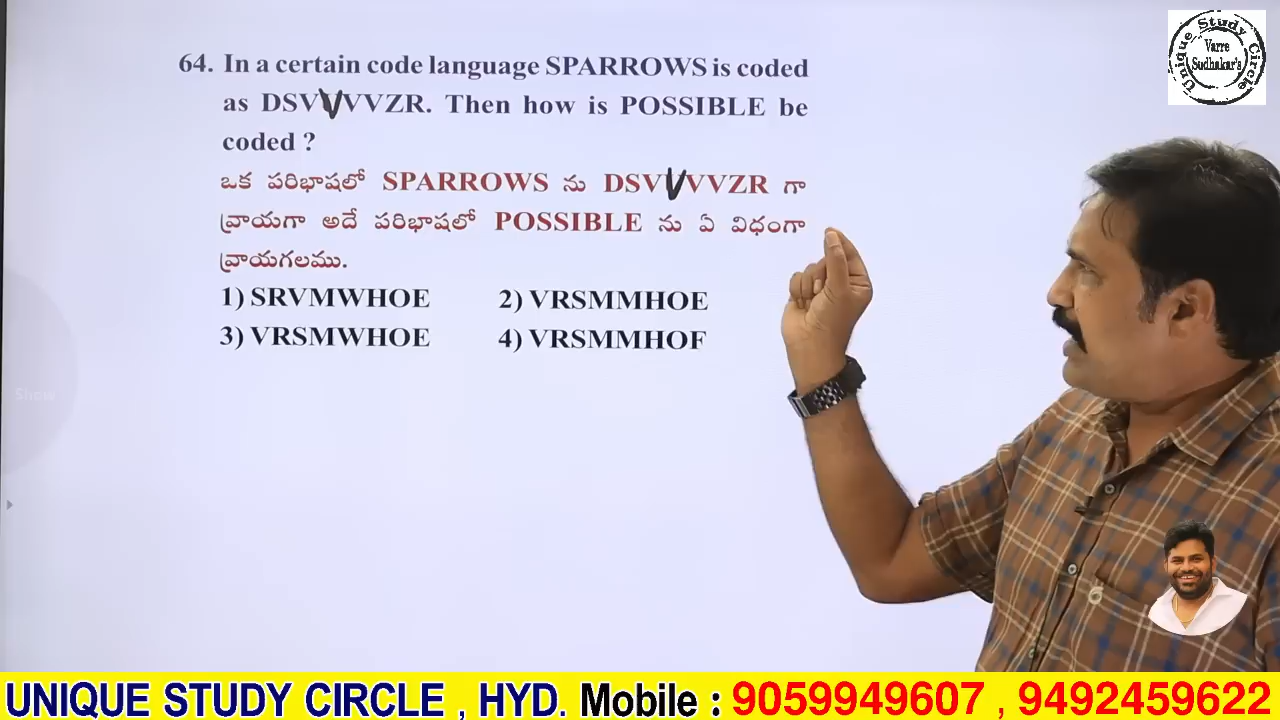 64. In a certain code language SPARROWS is coded
as DSVVVVZR. Then how is POSSIBLE be
coded ?
ఒక పరిభాషలో SPARROWS ను DSVVVVZR గా
వ్రాయగా అదే పరిభాషలో POSSIBLE ను ఏ విధంగా
వ్రాయగలము.
1) SRVMWHOE 2) VRSMMHOE
3) VRSMWHOE 4) VRSMMHOF
Unique Study Circle
Varre
Sudhakar's
Show
UNIQUE STUDY CIRCLE , HYD. Mobile : 9059949607 , 9492459622